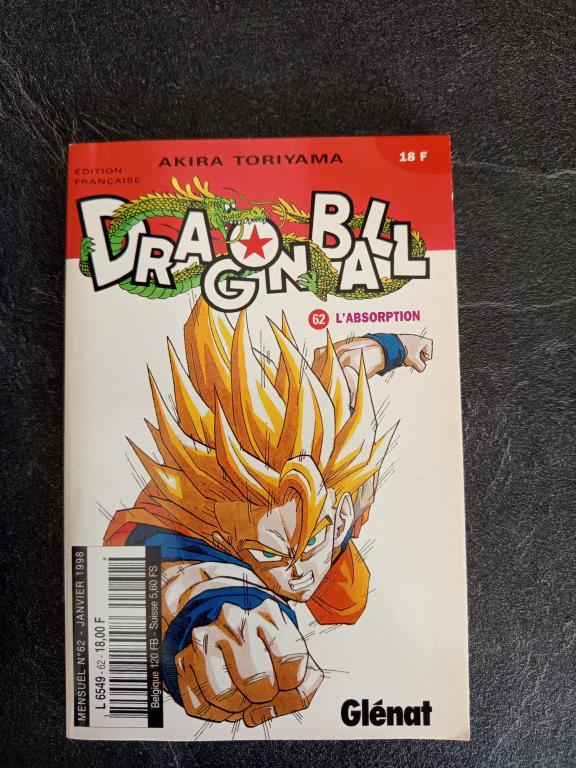 AKIRA TORIYAMA
18 F
ÉDITION
FRANÇAISE
DRAGON BALL
62 L'ABSORPTION
MENSUEL N°62 - JANVIER 1998
L 6549 - 62 - 18,00 F
Belgique 120 FB - Suisse 5,60 FS
Glénat